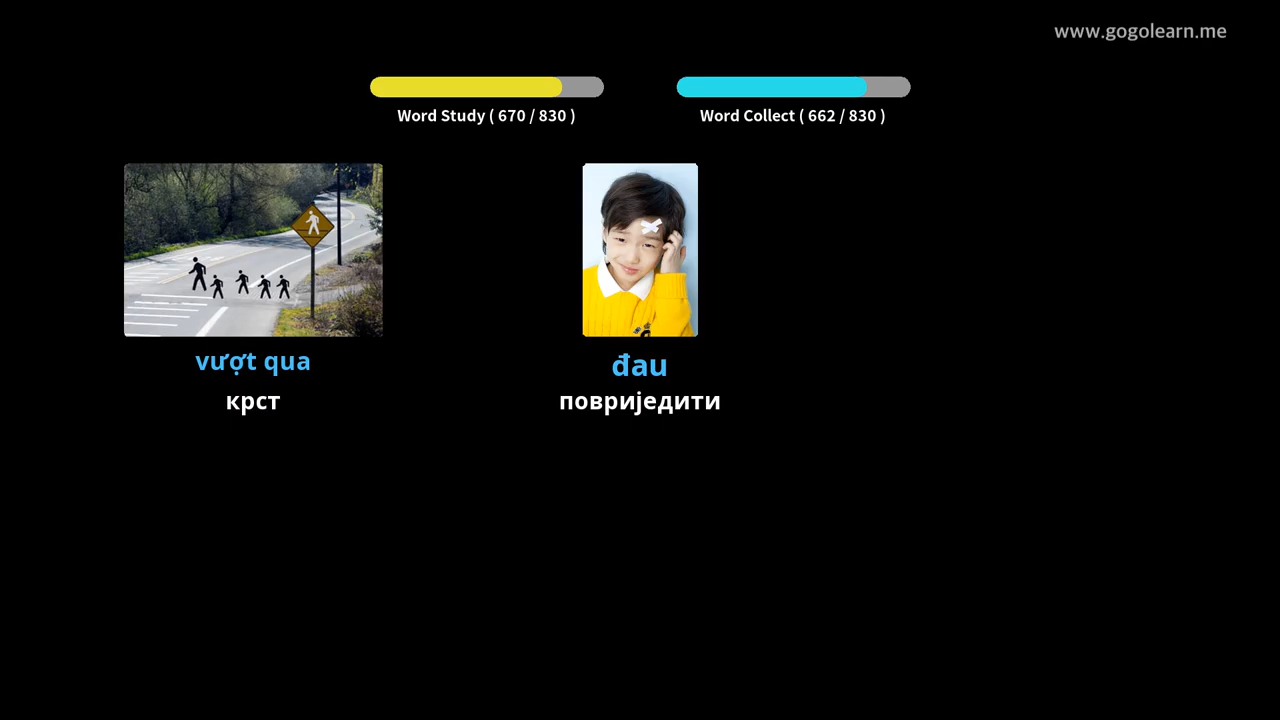 www.gogolearn.me
Word Study ( 670 / 830 )
Word Collect ( 662 / 830 )
vượt qua
крст
đau
повриједити